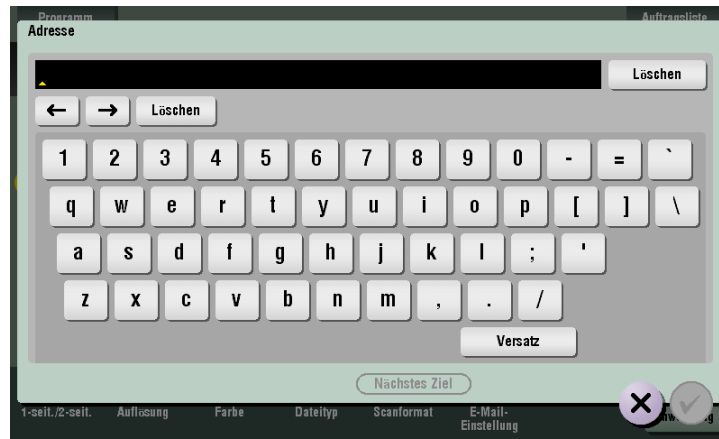 Programm
Auftragsliste
Adresse
Löschen
← → Löschen
1 2 3 4 5 6 7 8 9 0 - = `
q w e r t y u i o p [ ] \
a s d f g h j k l ; '
z x c v b n m , . /
Versatz
Nächstes Ziel
1-seit./2-seit. Auflösung Farbe Dateityp Scanformat E-Mail-
Einstellung